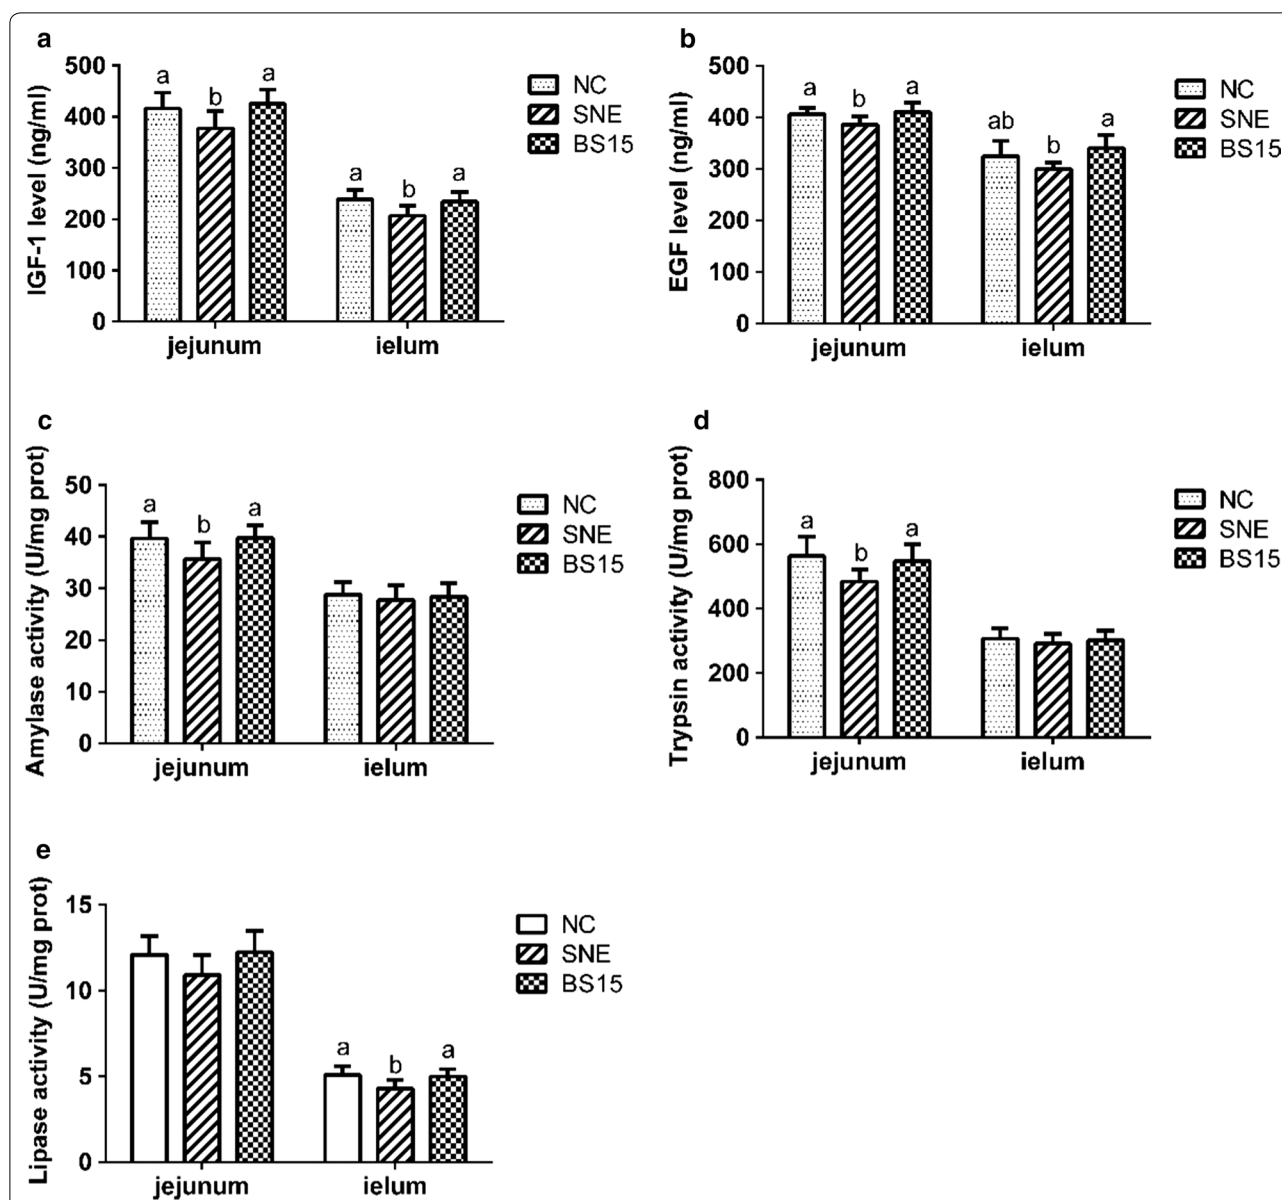 a
IGF-1 level (ng/ml)
500
400
300
200
100
0
a
b
a
a
b
a
jejunum
ielum
NC
SNE
BS15
b
EGF level (ng/ml)
500
400
300
200
100
0
a
b
a
ab
b
a
jejunum
ielum
NC
SNE
BS15
c
Amylase activity (U/mg prot)
50
40
30
20
10
0
a
b
a
jejunum
ielum
NC
SNE
BS15
d
Trypsin activity (U/mg prot)
800
600
400
200
0
a
b
a
jejunum
ielum
NC
SNE
BS15
e
Lipase activity (U/mg prot)
15
10
5
0
a
b
a
jejunum
ielum
NC
SNE
BS15